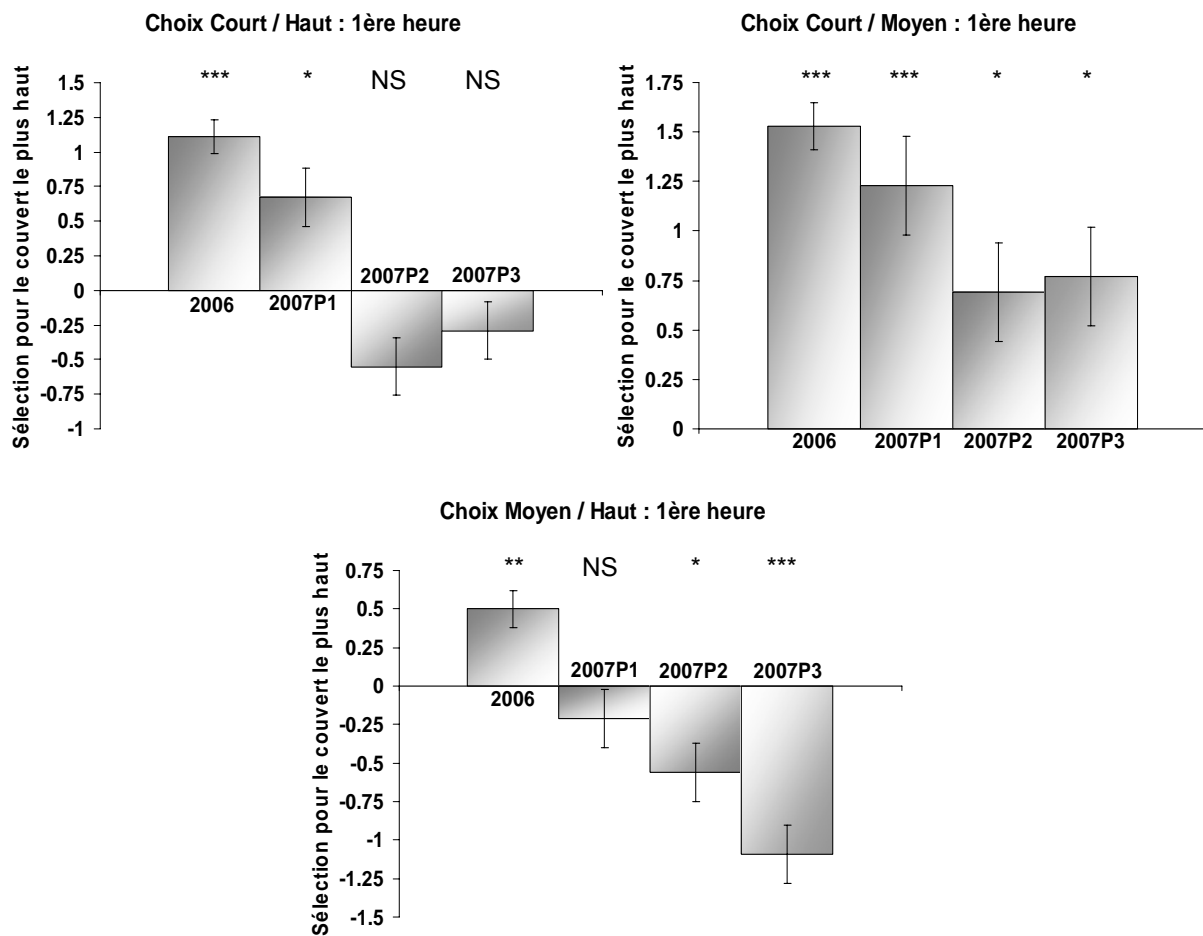 Choix Court / Haut : 1ère heure
Sélection pour le couvert le plus haut
*** * NS NS
1.5
1.25
1
0.75
0.5
0.25
0
-0.25
-0.5
-0.75
-1
2007P2 2007P3
2006 2007P1
Choix Court / Moyen : 1ère heure
Sélection pour le couvert le plus haut
*** *** * *
1.75
1.5
1.25
1
0.75
0.5
0.25
0
2006 2007P1 2007P2 2007P3
Choix Moyen / Haut : 1ère heure
Sélection pour le couvert le plus haut
** NS * ***
0.75
0.5
0.25
0
-0.25
-0.5
-0.75
-1
-1.25
-1.5
2007P1 2007P2 2007P3
2006